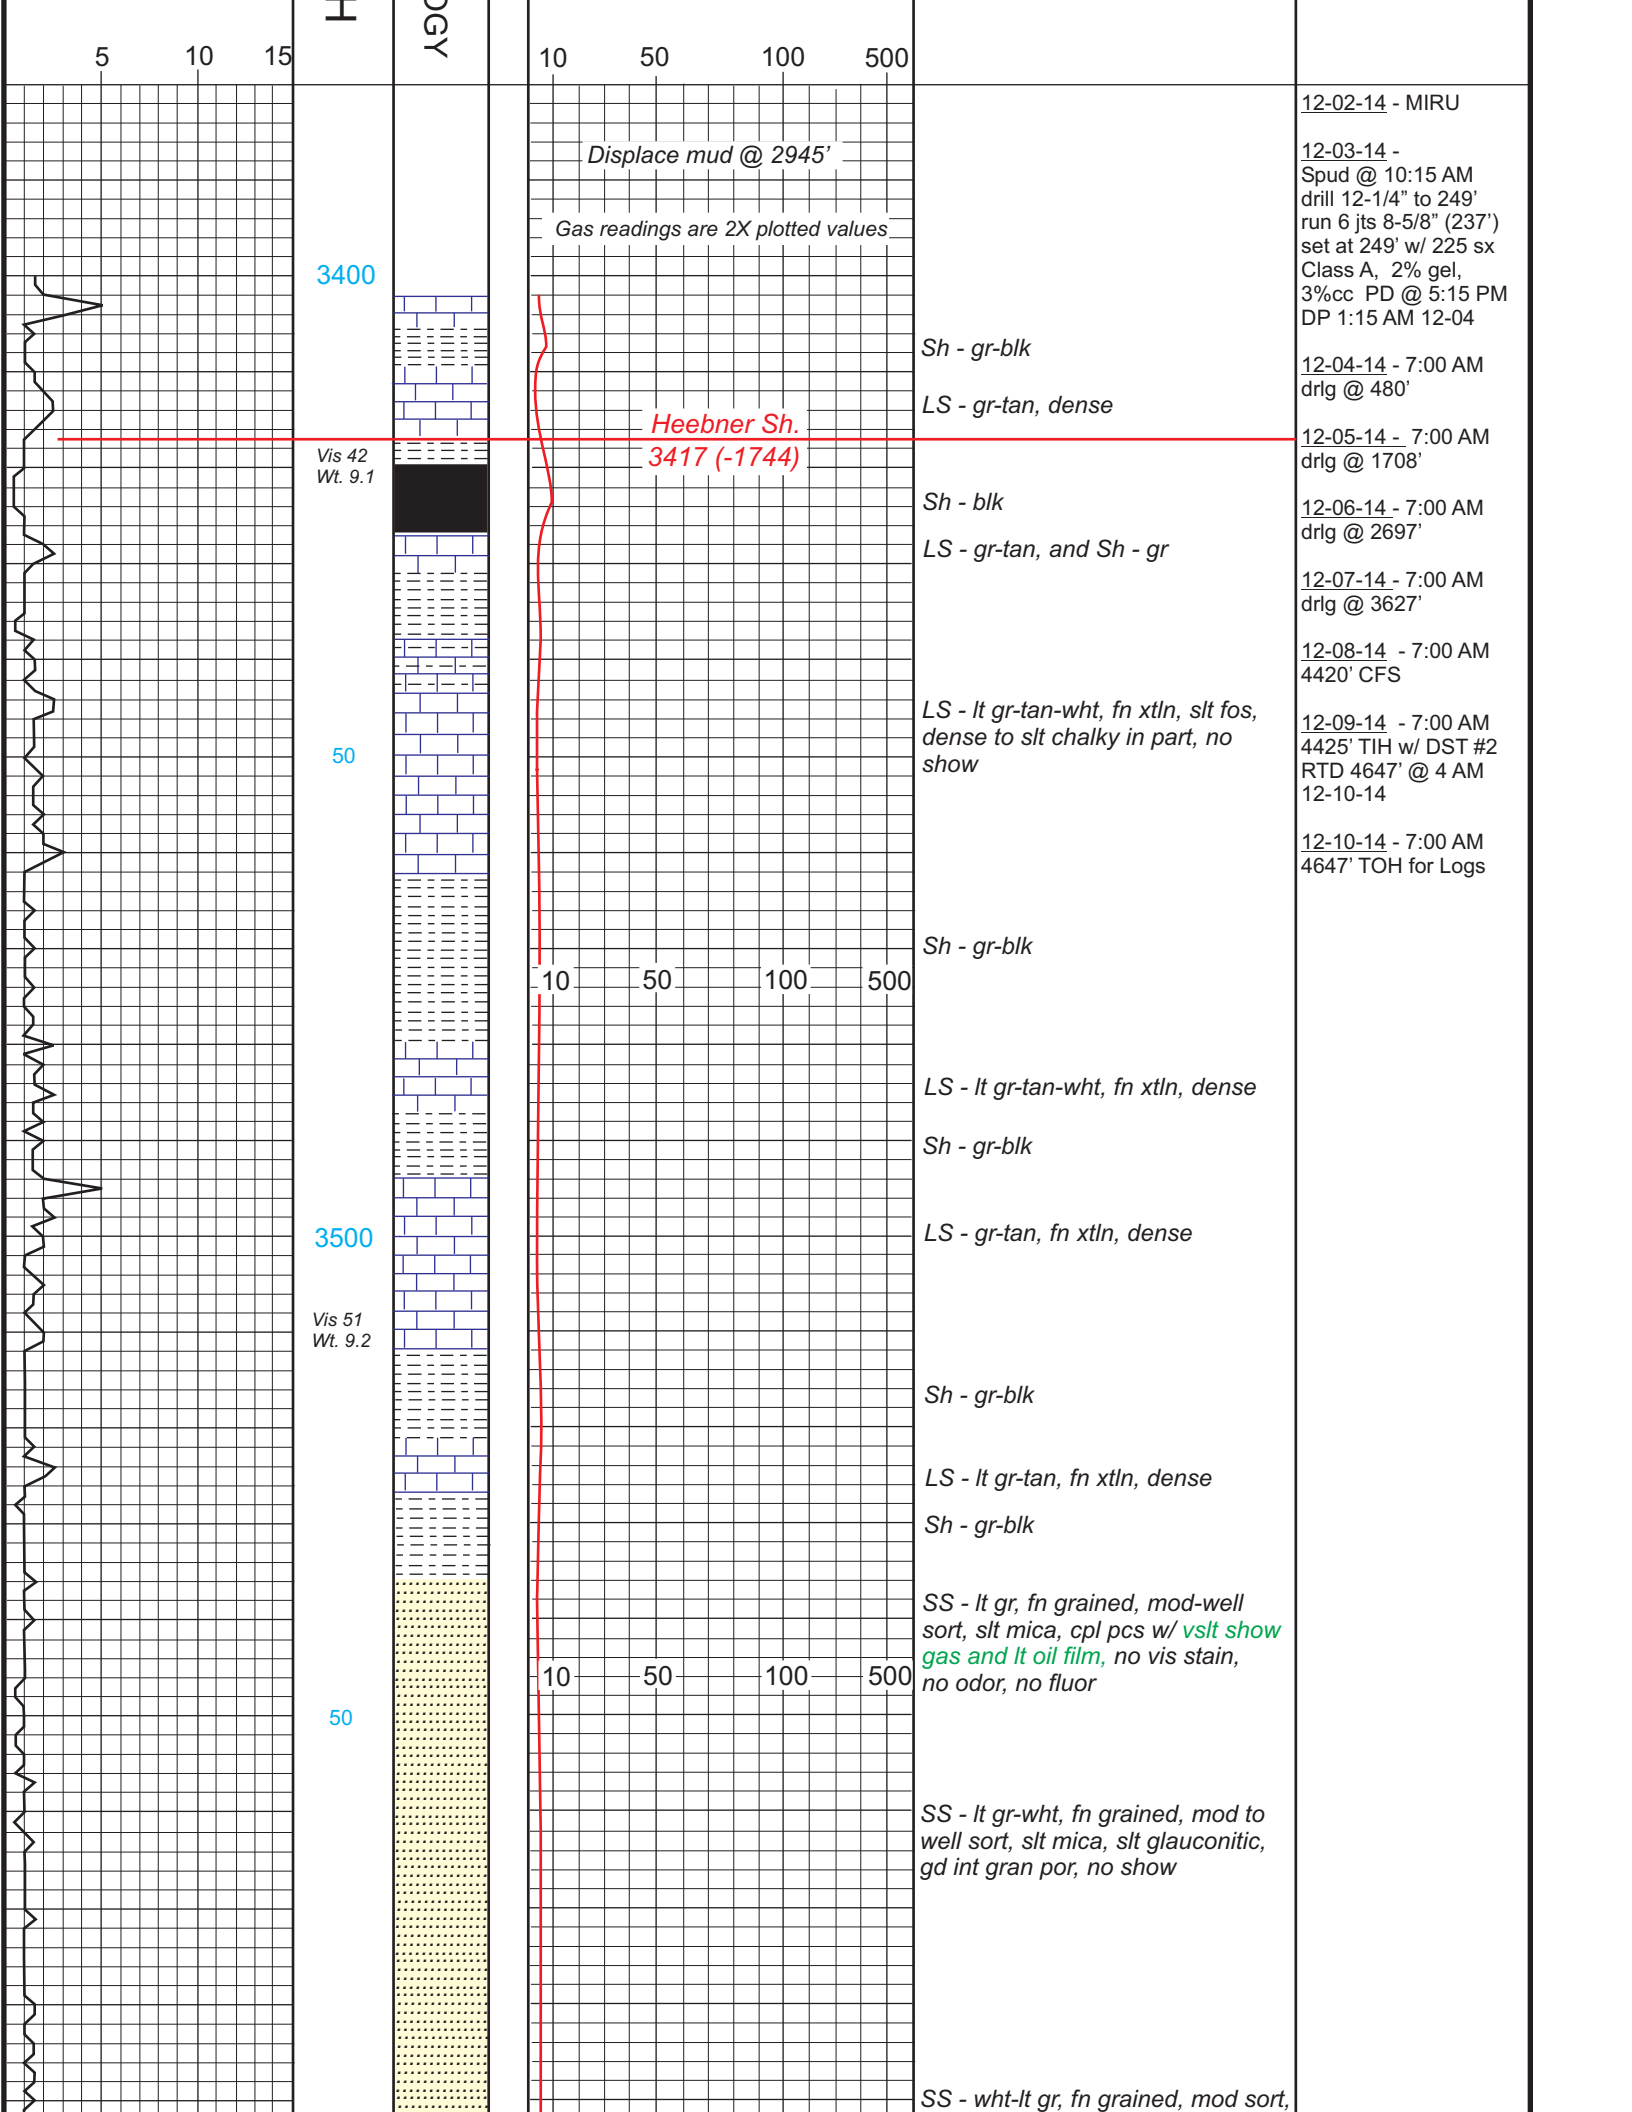 H
OGY
5 10 15
10 50 100 500
Displace mud @ 2945’
Gas readings are 2X plotted values
3400
Heebner Sh.
3417 (-1744)
Vis 42
Wt. 9.1
50
10 50 100 500
3500
Vis 51
Wt. 9.2
10 50 100 500
50
Sh - gr-blk
LS - gr-tan, dense
Sh - blk
LS - gr-tan, and Sh - gr
LS - lt gr-tan-wht, fn xtln, slt fos,
dense to slt chalky in part, no
show
Sh - gr-blk
LS - lt gr-tan-wht, fn xtln, dense
Sh - gr-blk
LS - gr-tan, fn xtln, dense
Sh - gr-blk
LS - lt gr-tan, fn xtln, dense
Sh - gr-blk
SS - lt gr, fn grained, mod-well
sort, slt mica, cpl pcs w/ vslt show
gas and lt oil film, no vis stain,
no odor, no fluor
SS - lt gr-wht, fn grained, mod to
well sort, slt mica, slt glauconitic,
gd int gran por, no show
SS - wht-lt gr, fn grained, mod sort,
12-02-14 - MIRU
12-03-14 -
Spud @ 10:15 AM
drill 12-1/4” to 249’
run 6 jts 8-5/8” (237’)
set at 249’ w/ 225 sx
Class A, 2% gel,
3%cc PD @ 5:15 PM
DP 1:15 AM 12-04
12-04-14 - 7:00 AM
drlg @ 480’
12-05-14 - 7:00 AM
drlg @ 1708’
12-06-14 - 7:00 AM
drlg @ 2697’
12-07-14 - 7:00 AM
drlg @ 3627’
12-08-14 - 7:00 AM
4420’ CFS
12-09-14 - 7:00 AM
4425’ TIH w/ DST #2
RTD 4647’ @ 4 AM
12-10-14
12-10-14 - 7:00 AM
4647’ TOH for Logs